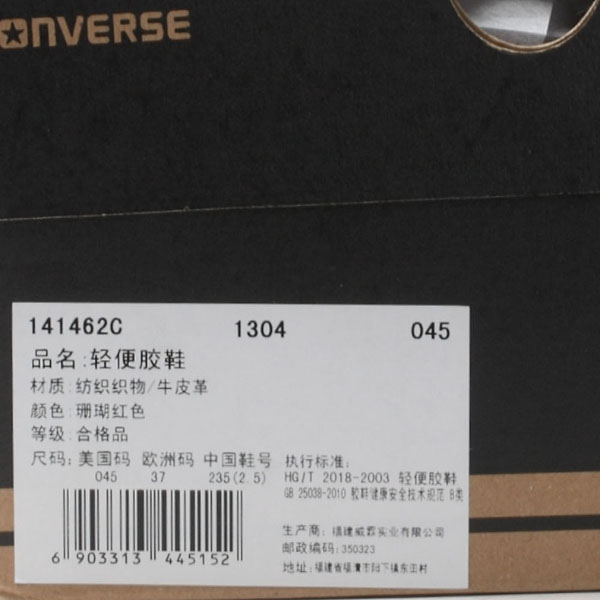 CONVERSE
141462C 1304 045
品名:轻便胶鞋
材质:纺织织物/牛皮革
颜色:珊瑚红色
等级:合格品
尺码: 美国码 欧洲码 中国鞋号
045 37 235(2.5)
执行标准:
HG/T 2018-2003 轻便胶鞋
GB 25038-2010 胶鞋健康安全技术规范 B类
生产商: 福建威霖实业有限公司
邮政编码:350323
地址:福建省福清市阳下镇东田村
6 903313 445152